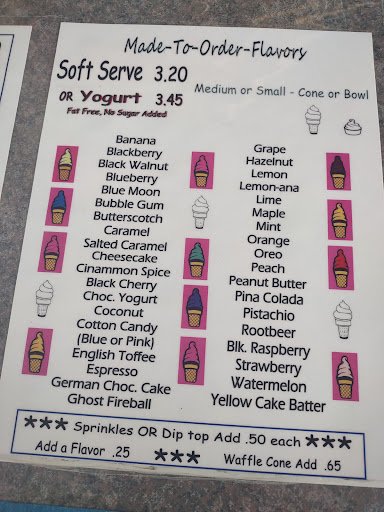 Made-To-Order-Flavors
Soft Serve 3.20
OR Yogurt 3.45
Fat Free, No Sugar Added
Medium or Small - Cone or Bowl
Banana
Blackberry
Black Walnut
Blueberry
Blue Moon
Bubble Gum
Butterscotch
Caramel
Salted Caramel
Cheesecake
Cinammon Spice
Black Cherry
Choc. Yogurt
Coconut
Cotton Candy
(Blue or Pink)
English Toffee
Espresso
German Choc. Cake
Ghost Fireball
Grape
Hazelnut
Lemon
Lemon-ana
Lime
Maple
Mint
Orange
Oreo
Peach
Peanut Butter
Pina Colada
Pistachio
Rootbeer
Blk. Raspberry
Strawberry
Watermelon
Yellow Cake Batter
*** Sprinkles OR Dip top Add .50 each ***
Add a Flavor .25 *** Waffle Cone Add .65